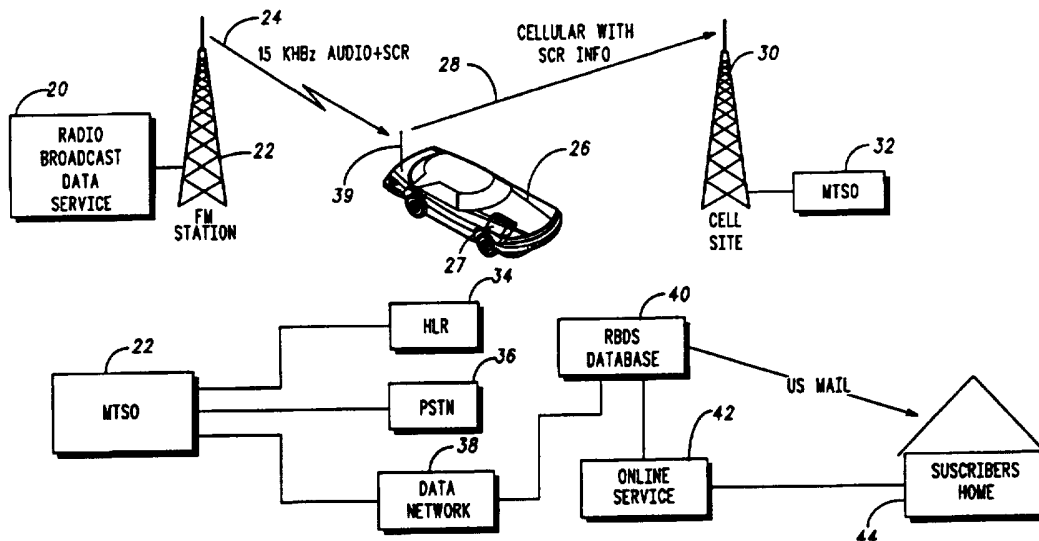 24
15 KHBz AUDIO+SCR
CELLULAR WITH
SCR INFO
28
30
20
RADIO
BROADCAST
DATA
SERVICE
22
FM
STATION
39
26
27
32
MTSO
CELL
SITE
34
HLR
22
MTSO
36
PSTN
38
DATA
NETWORK
40
RBDS
DATABASE
US MAIL
42
ONLINE
SERVICE
SUSCRIBERS
HOME
44